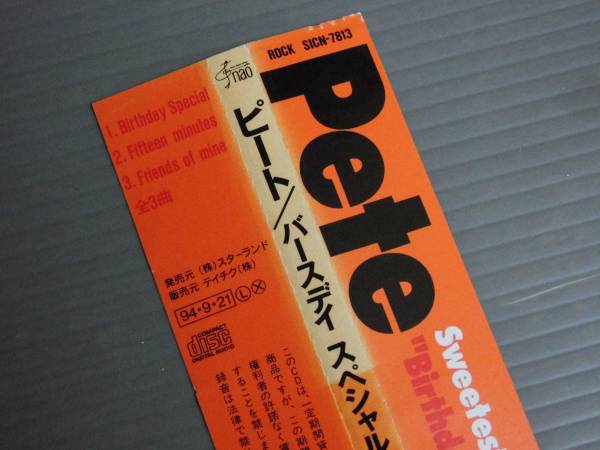 ROCK SICN-7813
Pete
Sweetes
"Birthd
nao
ピート/バースデイ スペシャル
1. Birthday Special
2. Fifteen minutes
3. Friends of mine
全3曲
発売元 (株)スターランド
販売元 テイチク(株)
94・9・21 Ⓛ Ⓧ
COMPACT
disc
DIGITAL AUDIO
このCDは、一定期間貸
商品ですが、この期間
権利者の許諾なく賃
することを禁じま
録音は法律で禁